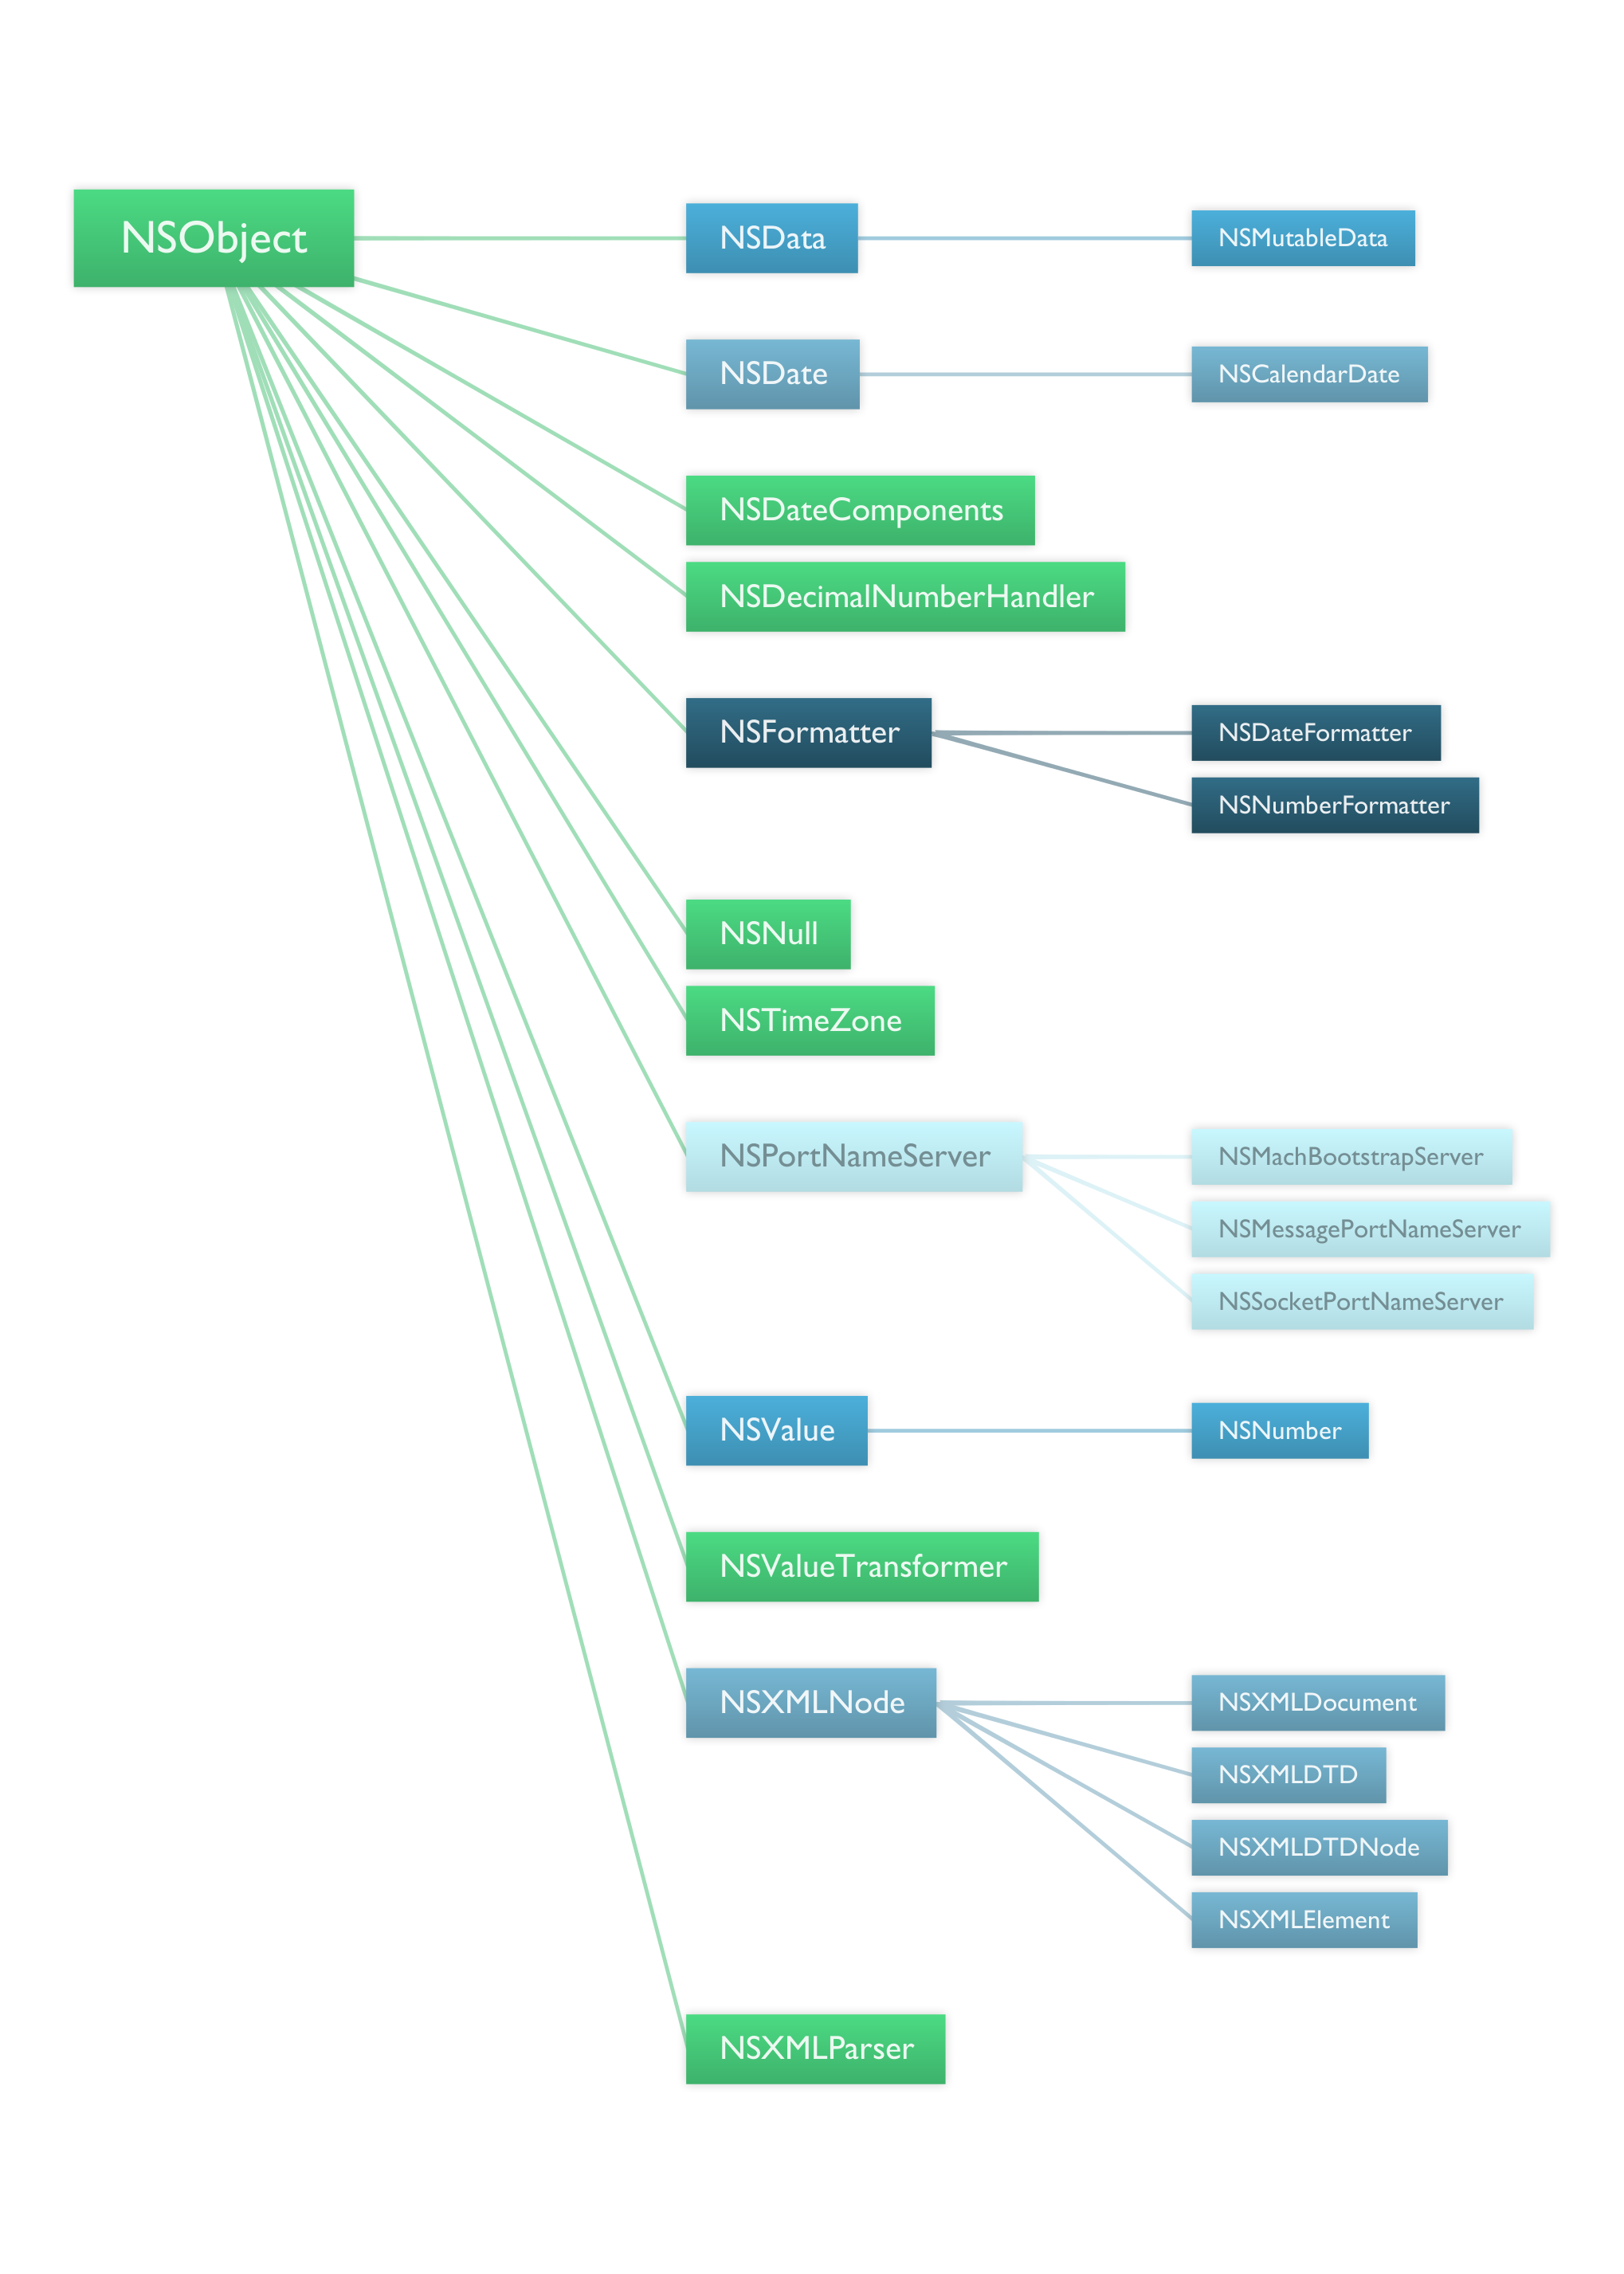 NSObject
NSData
NSMutableData
NSDate
NSCalendarDate
NSDateComponents
NSDecimalNumberHandler
NSFormatter
NSDateFormatter
NSNumberFormatter
NSNull
NSTimeZone
NSPortNameServer
NSMachBootstrapServer
NSMessagePortNameServer
NSSocketPortNameServer
NSValue
NSNumber
NSValueTransformer
NSXMLNode
NSXMLDocument
NSXMLDTD
NSXMLDTDNode
NSXMLElement
NSXMLParser